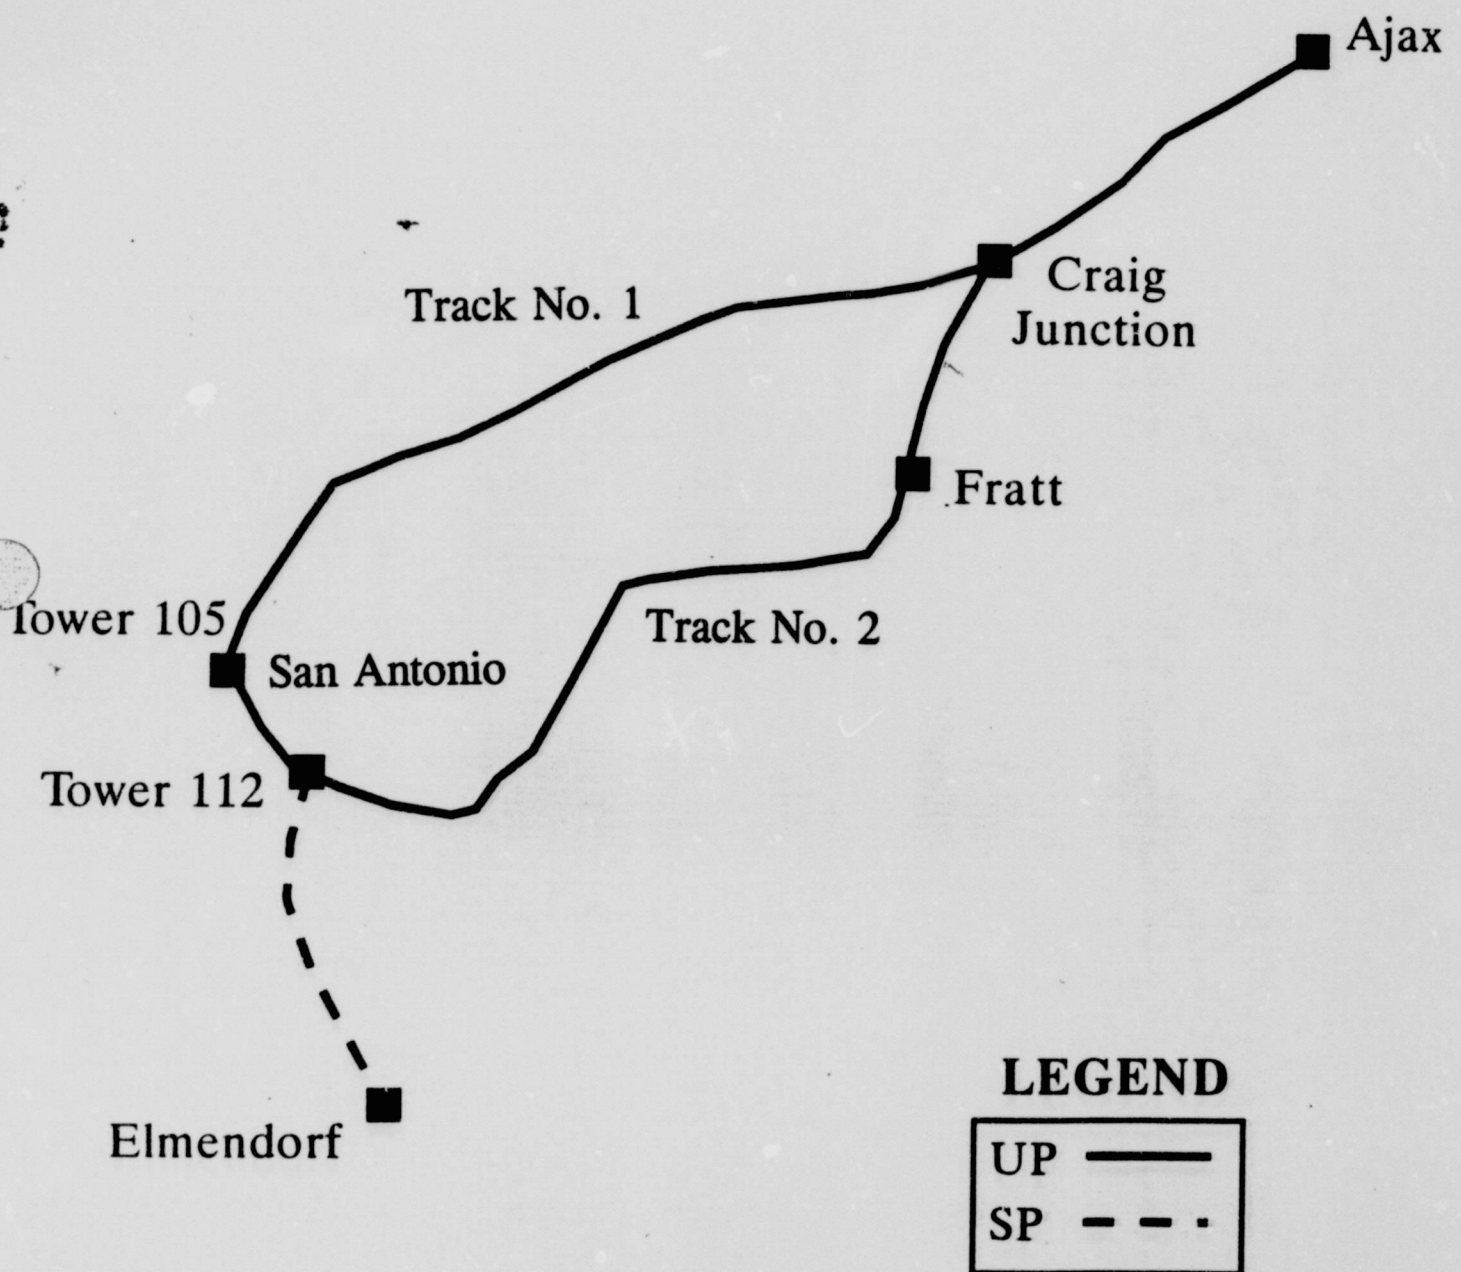 Ajax
Craig
Junction
Track No. 1
Fratt
Tower 105
San Antonio
Track No. 2
Tower 112
Elmendorf
LEGEND
UP
SP